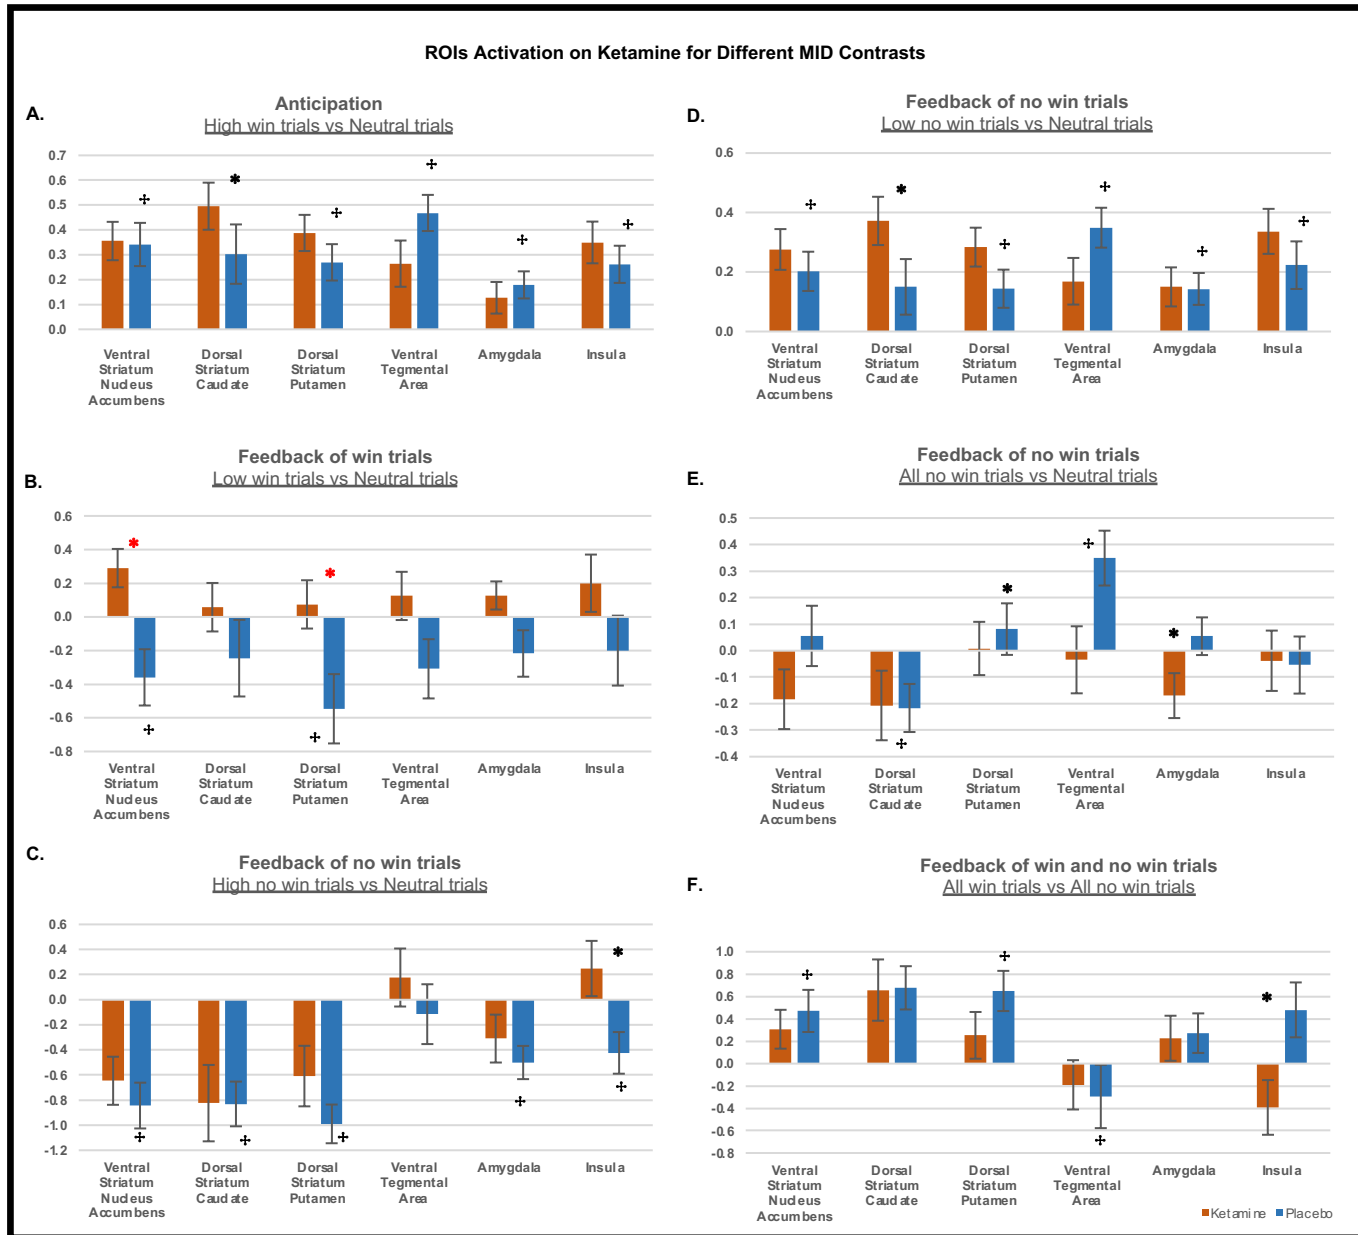 ROIs Activation on Ketamine for Different MID Contrasts
A.
Anticipation
High win trials vs Neutral trials
0.7
0.6
0.5
0.4
0.3
0.2
0.1
0.0
Ventral Striatum Nucleus Accumbens
Dorsal Striatum Caudate
Dorsal Striatum Putamen
Ventral Tegmental Area
Amygdala
Insula
B.
Feedback of win trials
Low win trials vs Neutral trials
0.6
0.4
0.2
0.0
-0.2
-0.4
-0.6
-0.8
Ventral Striatum Nucleus Accumbens
Dorsal Striatum Caudate
Dorsal Striatum Putamen
Ventral Tegmental Area
Amygdala
Insula
C.
Feedback of no win trials
High no win trials vs Neutral trials
0.6
0.4
0.2
0.0
-0.2
-0.4
-0.6
-0.8
-1.0
-1.2
Ventral Striatum Nucleus Accumbens
Dorsal Striatum Caudate
Dorsal Striatum Putamen
Ventral Tegmental Area
Amygdala
Insula
D.
Feedback of no win trials
Low no win trials vs Neutral trials
0.6
0.4
0.2
0.0
Ventral Striatum Nucleus Accumbens
Dorsal Striatum Caudate
Dorsal Striatum Putamen
Ventral Tegmental Area
Amygdala
Insula
E.
Feedback of no win trials
All no win trials vs Neutral trials
0.5
0.4
0.3
0.2
0.1
0.0
-0.1
-0.2
-0.3
-0.4
Ventral Striatum Nucleus Accumbens
Dorsal Striatum Caudate
Dorsal Striatum Putamen
Ventral Tegmental Area
Amygdala
Insula
F.
Feedback of win and no win trials
All win trials vs All no win trials
1.0
0.8
0.6
0.4
0.2
0.0
-0.2
-0.4
-0.6
-0.8
Ventral Striatum Nucleus Accumbens
Dorsal Striatum Caudate
Dorsal Striatum Putamen
Ventral Tegmental Area
Amygdala
Insula
Ketamine
Placebo